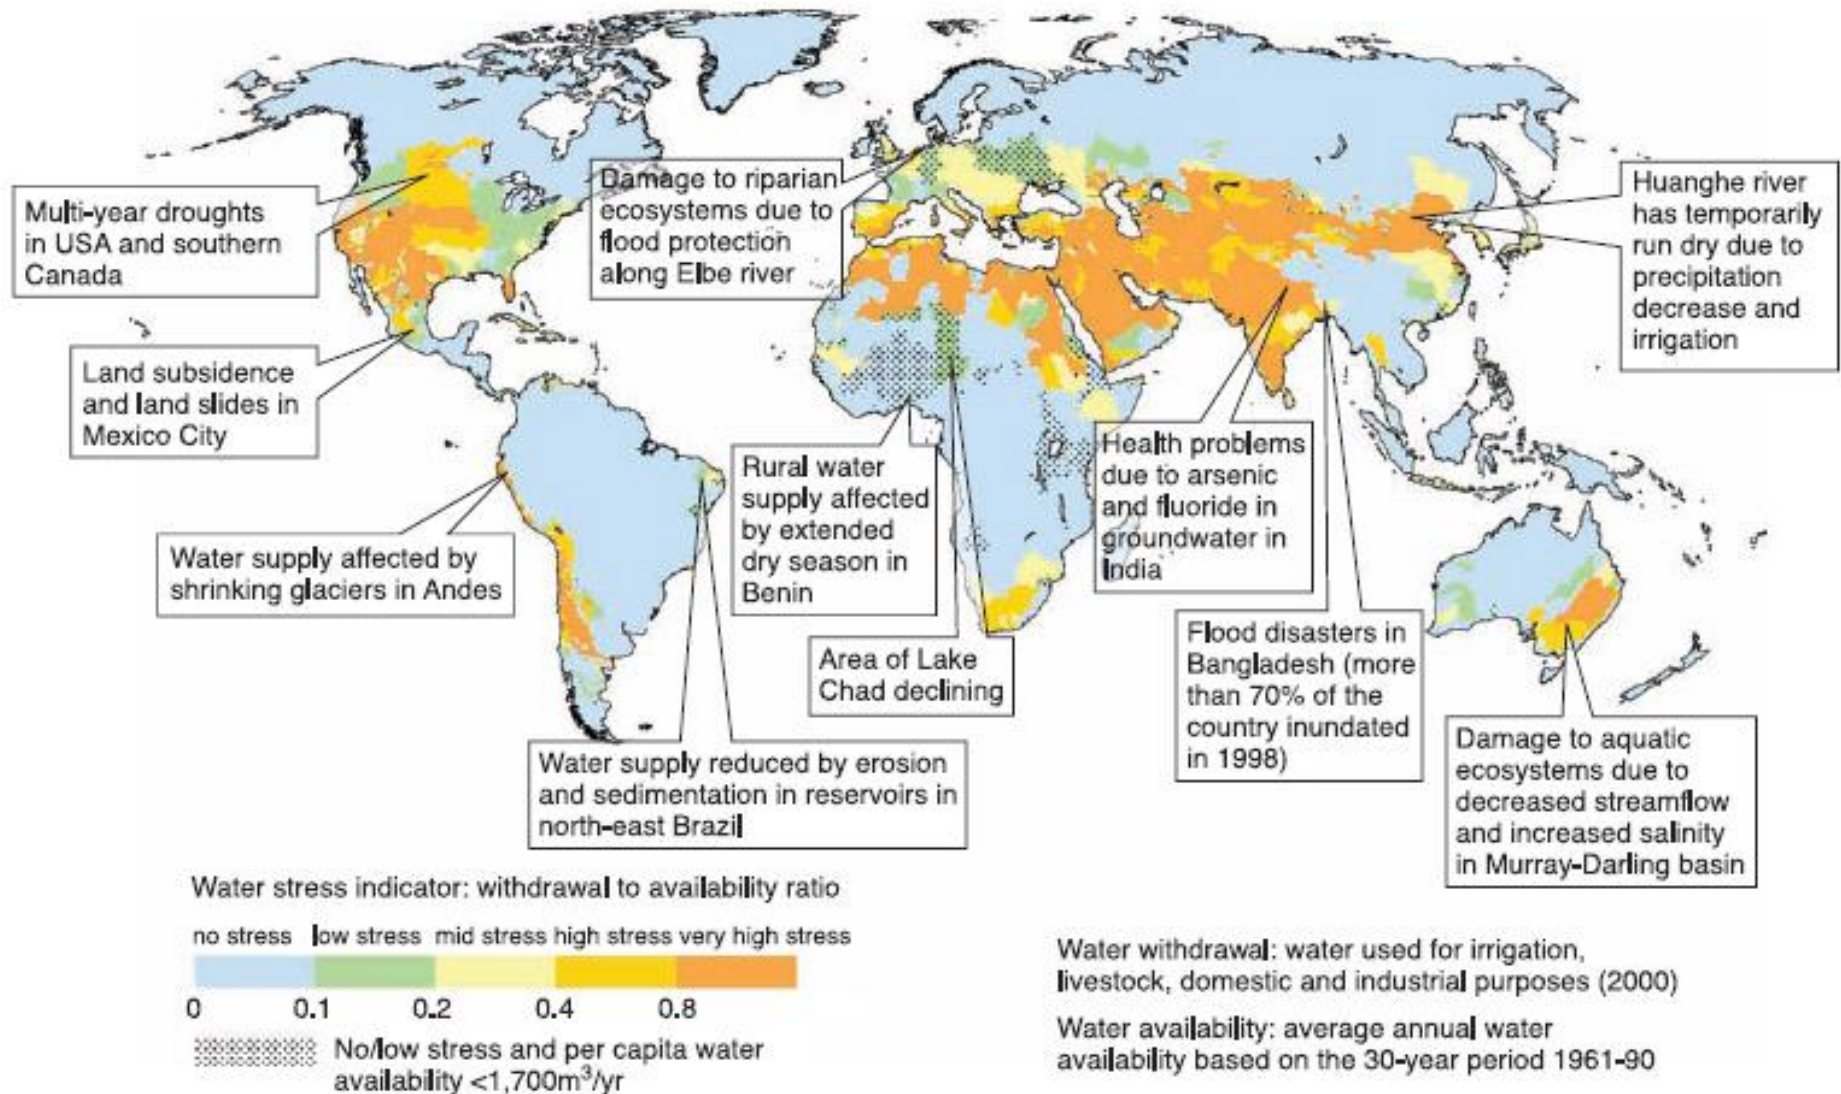 Multi-year droughts
in USA and southern
Canada
Damage to riparian
ecosystems due to
flood protection
along Elbe river
Huanghe river
has temporarily
run dry due to
precipitation
decrease and
irrigation
Land subsidence
and land slides in
Mexico City
Water supply affected by
shrinking glaciers in Andes
Rural water
supply affected
by extended
dry season in
Benin
Health problems
due to arsenic
and fluoride in
groundwater in
India
Area of Lake
Chad declining
Flood disasters in
Bangladesh (more
than 70% of the
country inundated
in 1998)
Water supply reduced by erosion
and sedimentation in reservoirs in
north-east Brazil
Damage to aquatic
ecosystems due to
decreased streamflow
and increased salinity
in Murray-Darling basin
Water stress indicator: withdrawal to availability ratio
no stress low stress mid stress high stress very high stress
0 0.1 0.2 0.4 0.8
No/low stress and per capita water
availability <1,700m³/yr
Water withdrawal: water used for irrigation,
livestock, domestic and industrial purposes (2000)
Water availability: average annual water
availability based on the 30-year period 1961-90